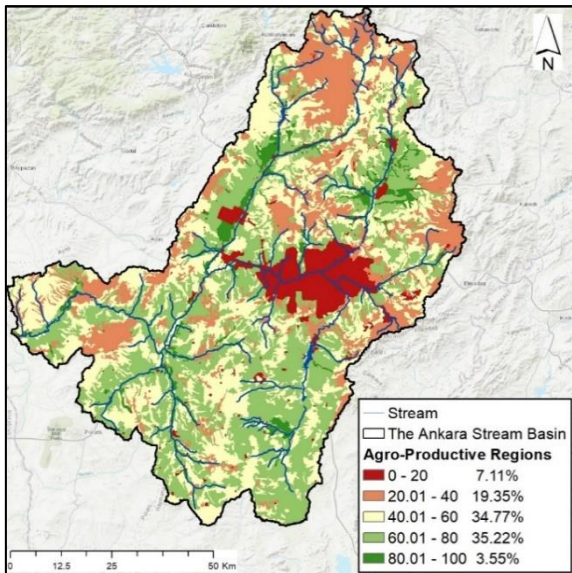 N
Stream
The Ankara Stream Basin
Agro-Productive Regions
0 - 20 7.11%
20.01 - 40 19.35%
40.01 - 60 34.77%
60.01 - 80 35.22%
80.01 - 100 3.55%
0 12.5 25 50 Km